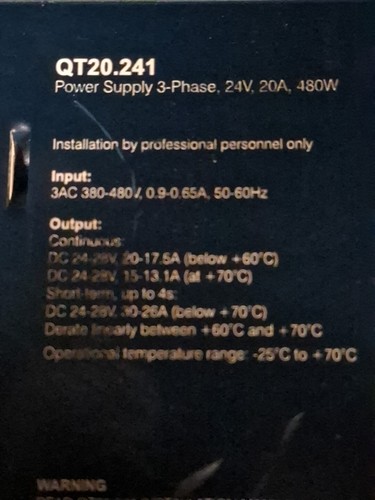 QT20.241
Power Supply 3-Phase, 24V, 20A, 480W
Installation by professional personnel only
Input:
3AC 380-480V, 0.9-0.65A, 50-60Hz
Output:
Continuous:
DC 24-28V, 20-17.5A (below +60°C)
DC 24-28V, 15-13.1A (at +70°C)
Short-term, up to 4s:
DC 24-28V, 30-26A (below +70°C)
Derate linearly between +60°C and +70°C
Operational temperature range: -25°C to +70°C
WARNING